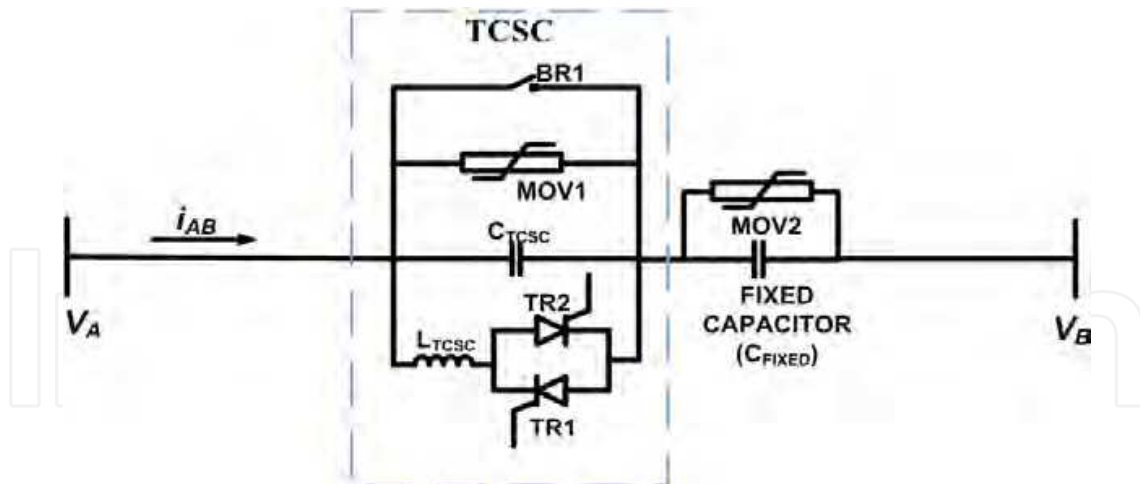 TCSC
BR1
MOV1
i_AB
C_TCSC
MOV2
TR2
L_TCSC
TR1
FIXED
CAPACITOR
(C_FIXED)
V_A
V_B